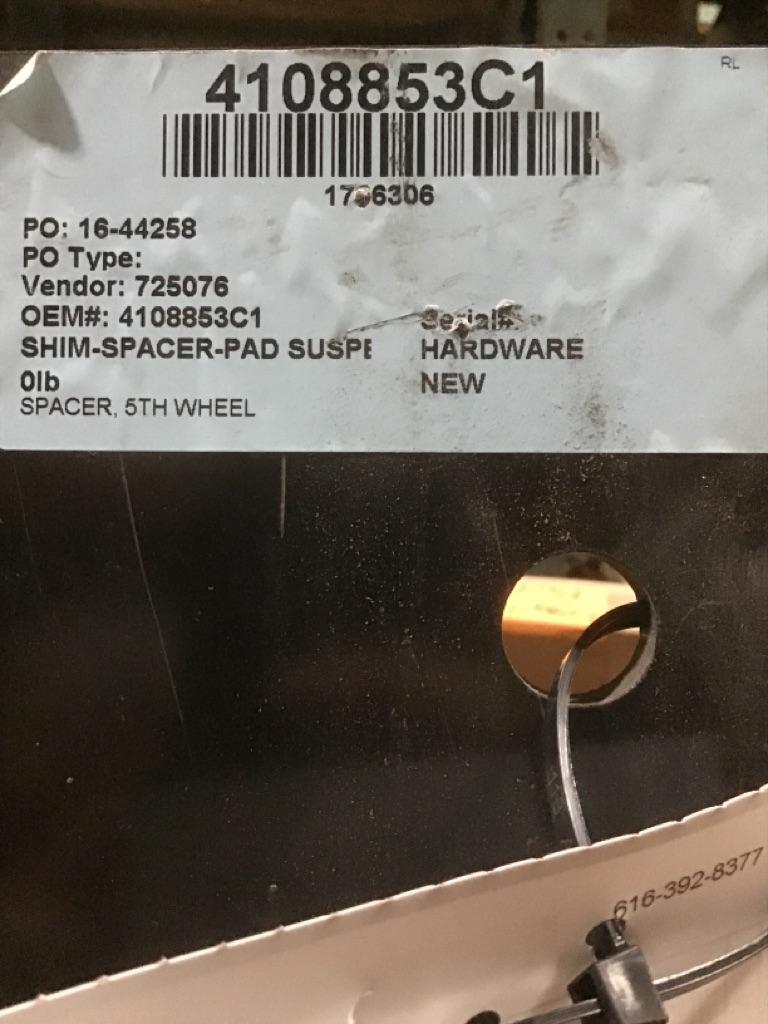 RL
4108853C1
PO: 16-44258
PO Type:
Vendor: 725076
OEM#: 4108853C1
Serial#:
SHIM-SPACER-PAD SUSPE
HARDWARE
0lb
NEW
SPACER, 5TH WHEEL
616-392-8377